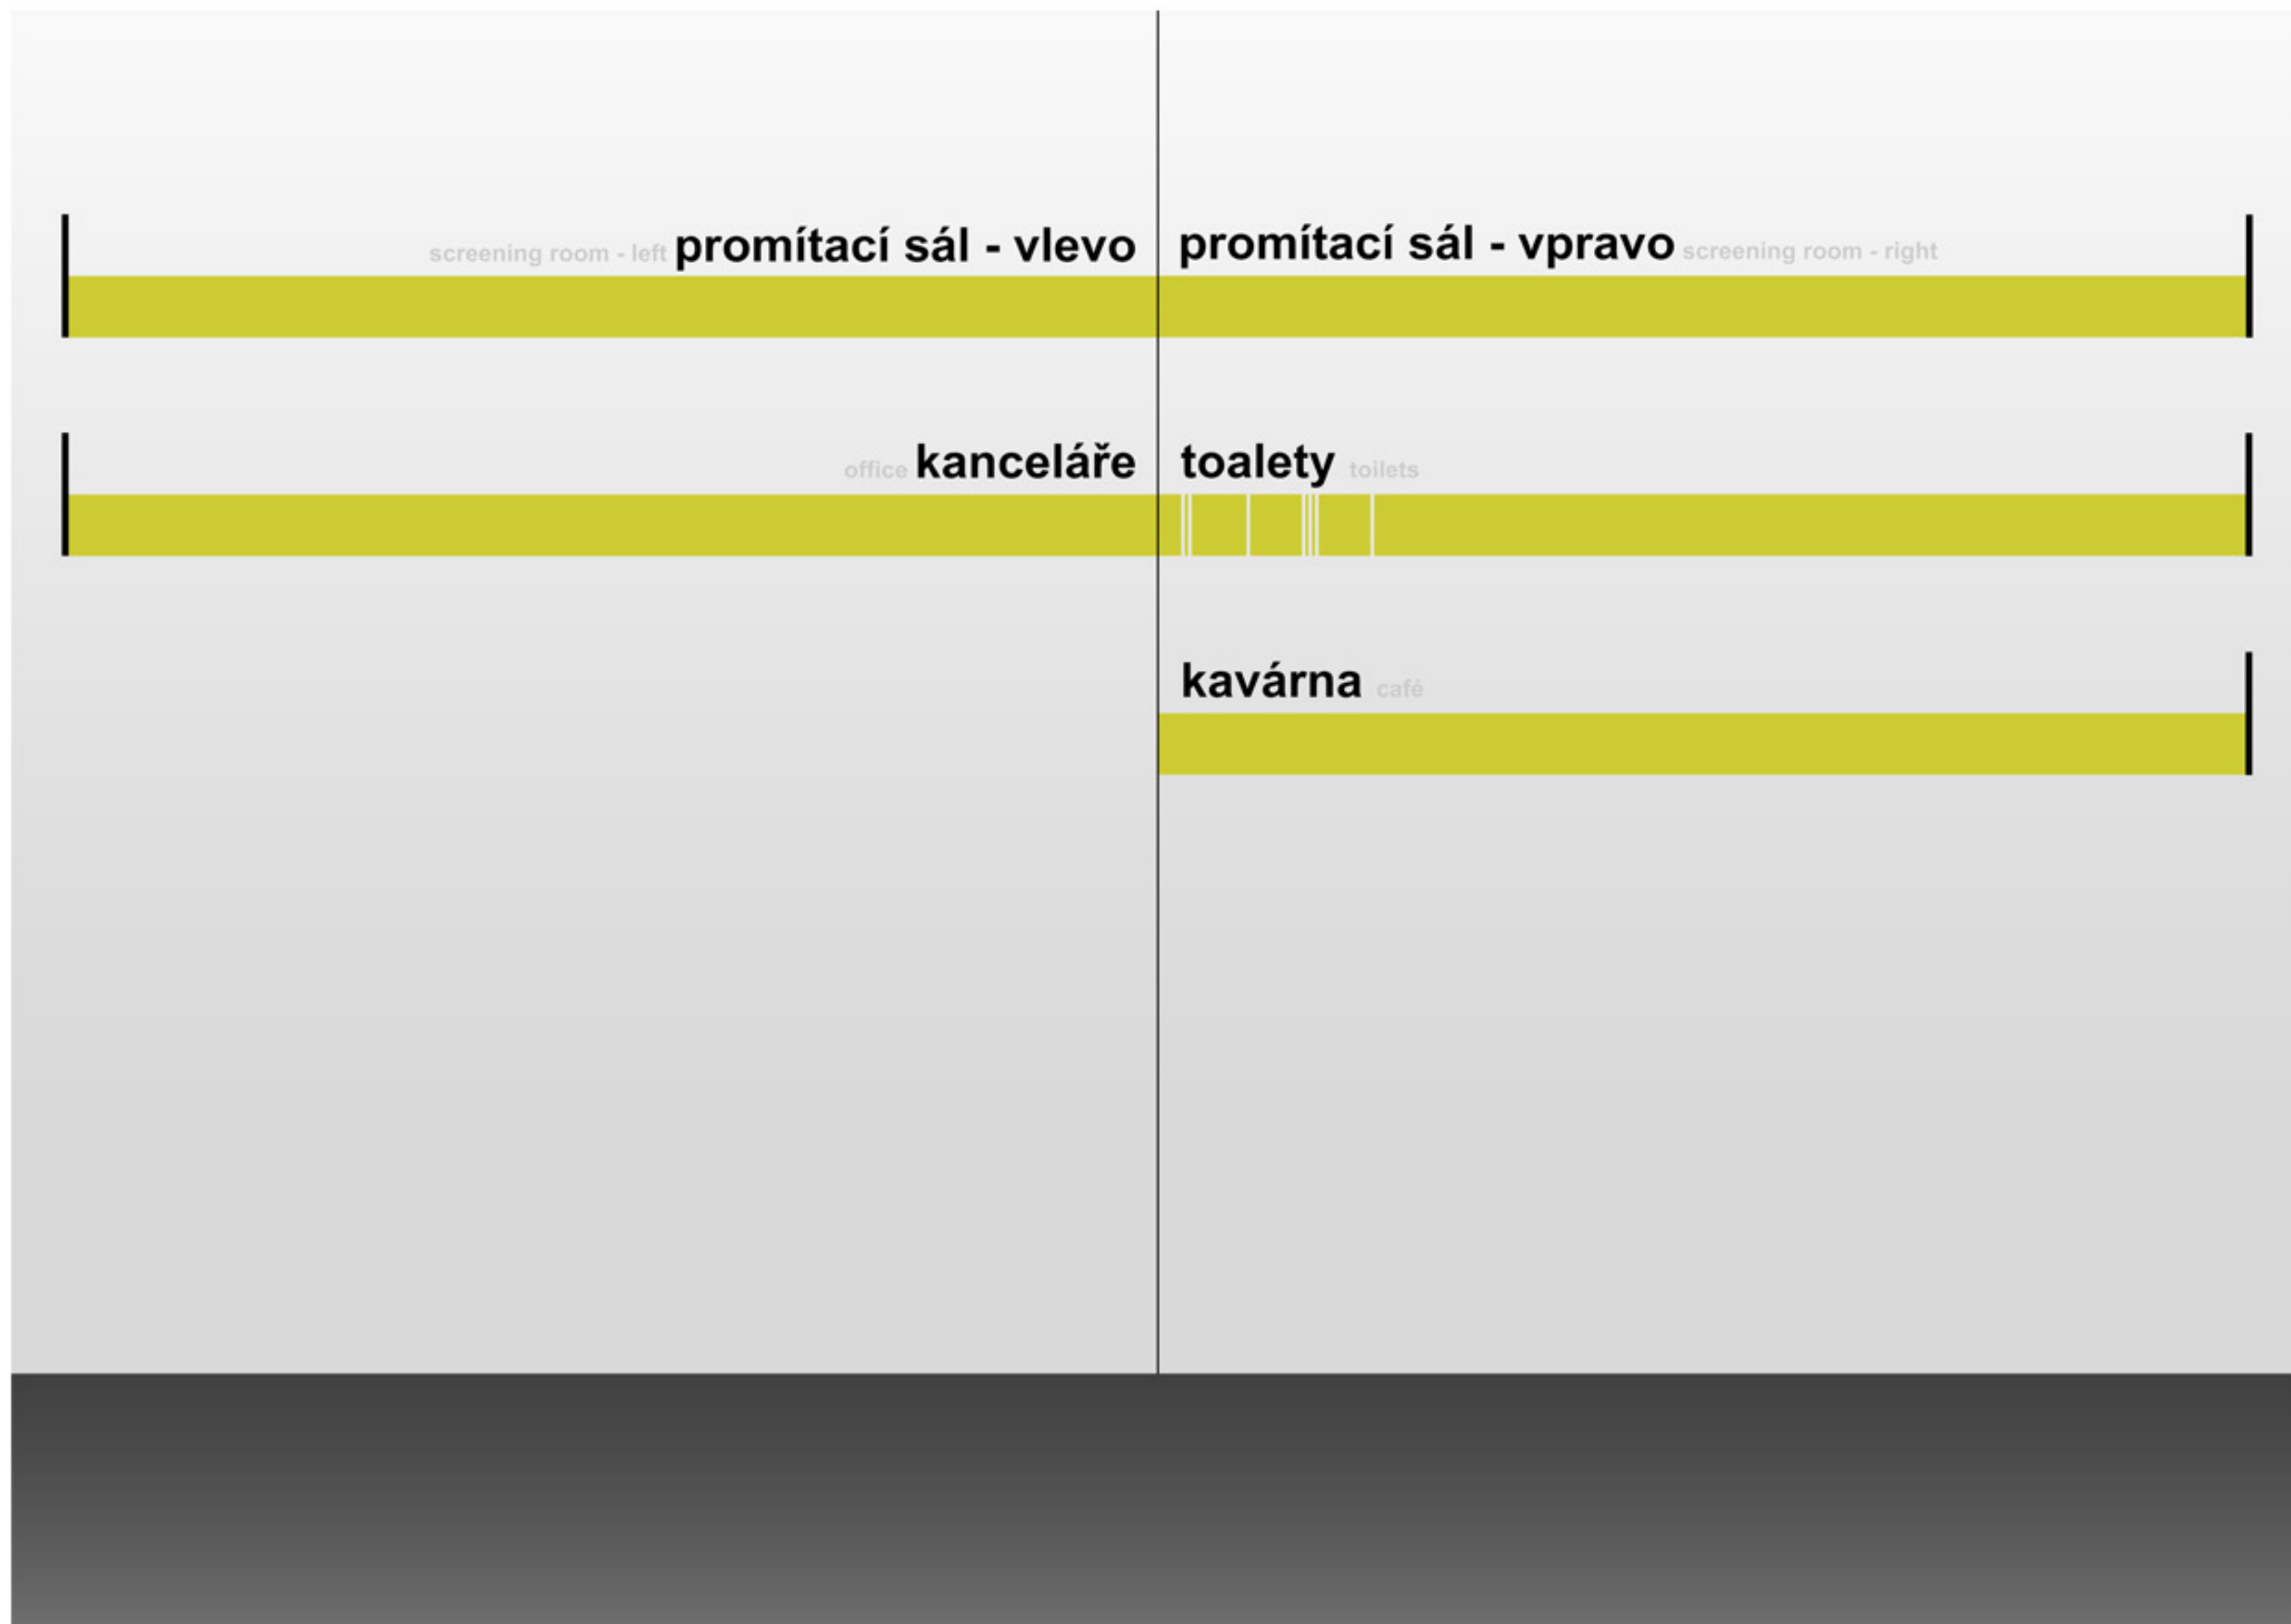 screening room - left promítací sál - vlevo
promítací sál - vpravo screening room - right
office kanceláře
toalety toilets
kavárna café